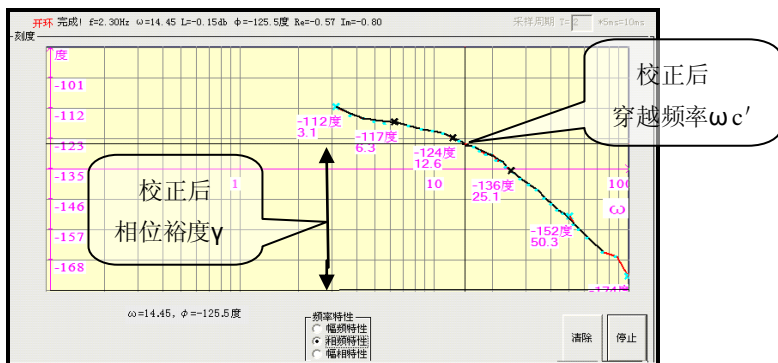 开环 完成! f=2.30Hz ω=14.45 L=-0.15db ϕ=-125.5度 Re=-0.57 Im=-0.80
采样周期 T= 2 *5ms=10ms
刻度
度
-101
-112
-123
-135
-146
-157
-168
1
10
100
ω
-112度
3.1
-117度
6.3
-124度
12.6
-136度
25.1
-152度
50.3
-174度
校正后
穿越频率ωc′
校正后
相位裕度γ
ω=14.45, ϕ=-125.5度
频率特性
幅频特性
相频特性
幅相特性
清除
停止